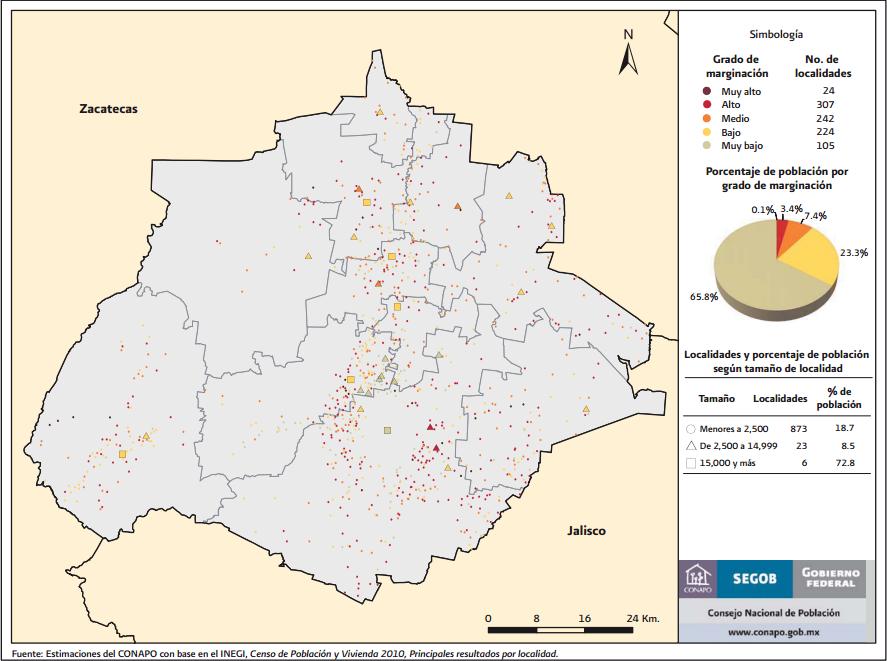 Zacatecas
N
Jalisco
0 8 16 24 Km.
Simbología
Grado de marginación No. de localidades
Muy alto 24
Alto 307
Medio 242
Bajo 224
Muy bajo 105
Porcentaje de población por
grado de marginación
0.1% 3.4% 7.4%
23.3%
65.8%
Localidades y porcentaje de población
según tamaño de localidad
Tamaño Localidades % de población
Menores a 2,500 873 18.7
De 2,500 a 14,999 23 8.5
15,000 y más 6 72.8
CONAPO SEGOB GOBIERNO FEDERAL
Consejo Nacional de Población
www.conapo.gob.mx
Fuente: Estimaciones del CONAPO con base en el INEGI, Censo de Población y Vivienda 2010, Principales resultados por localidad.